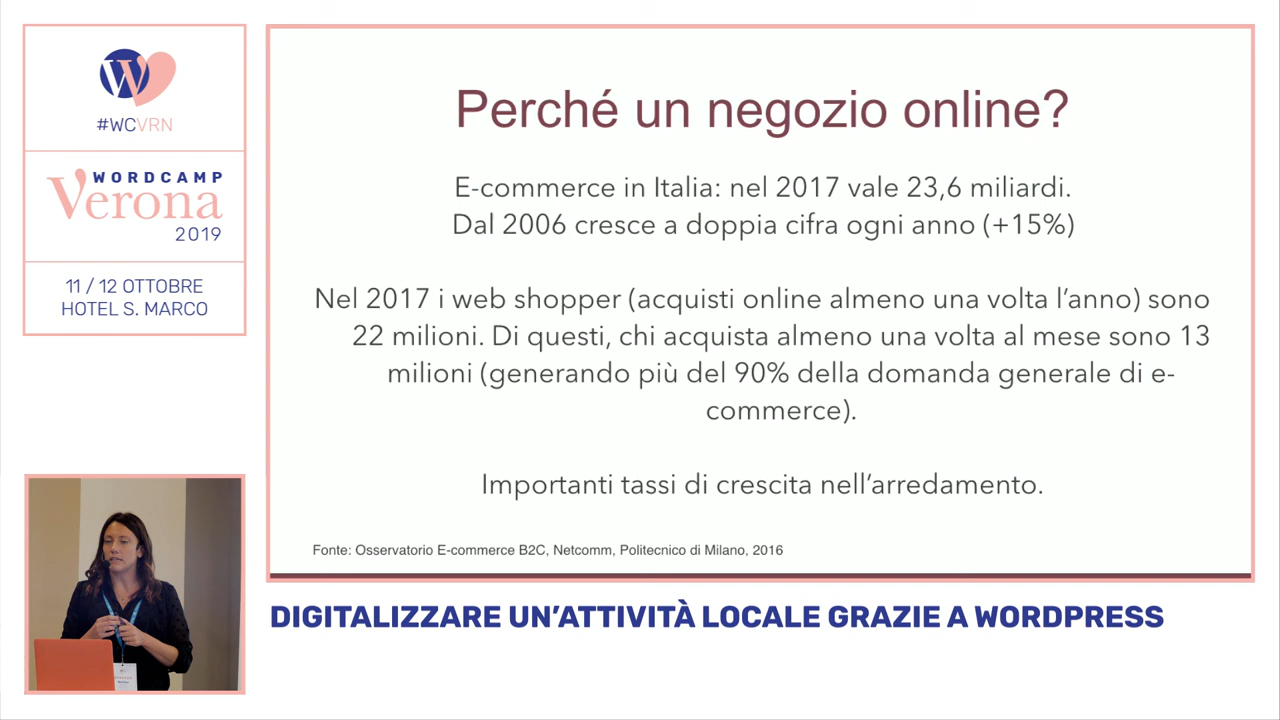 #WCVRN
WORDCAMP
Verona
2019
11 / 12 OTTOBRE
HOTEL S. MARCO
Perché un negozio online?
E-commerce in Italia: nel 2017 vale 23,6 miliardi.
Dal 2006 cresce a doppia cifra ogni anno (+15%)
Nel 2017 i web shopper (acquisti online almeno una volta l’anno) sono
22 milioni. Di questi, chi acquista almeno una volta al mese sono 13
milioni (generando più del 90% della domanda generale di e-
commerce).
Importanti tassi di crescita nell’arredamento.
Fonte: Osservatorio E-commerce B2C, Netcomm, Politecnico di Milano, 2016
DIGITALIZZARE UN’ATTIVITÀ LOCALE GRAZIE A WORDPRESS